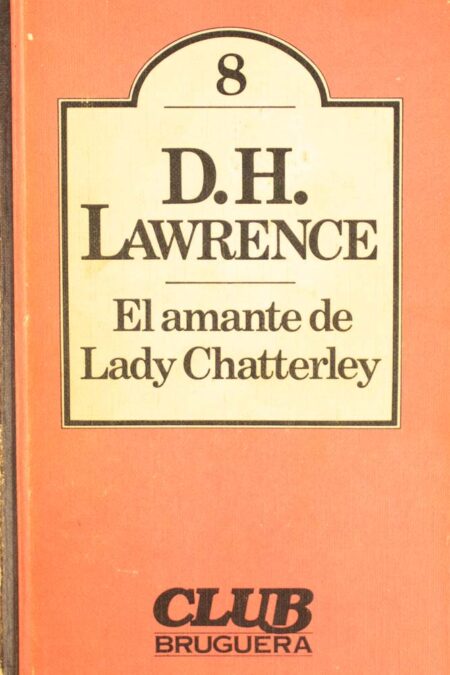 8
D.H.
LAWRENCE
El amante de
Lady Chatterley
CLUB
BRUGUERA